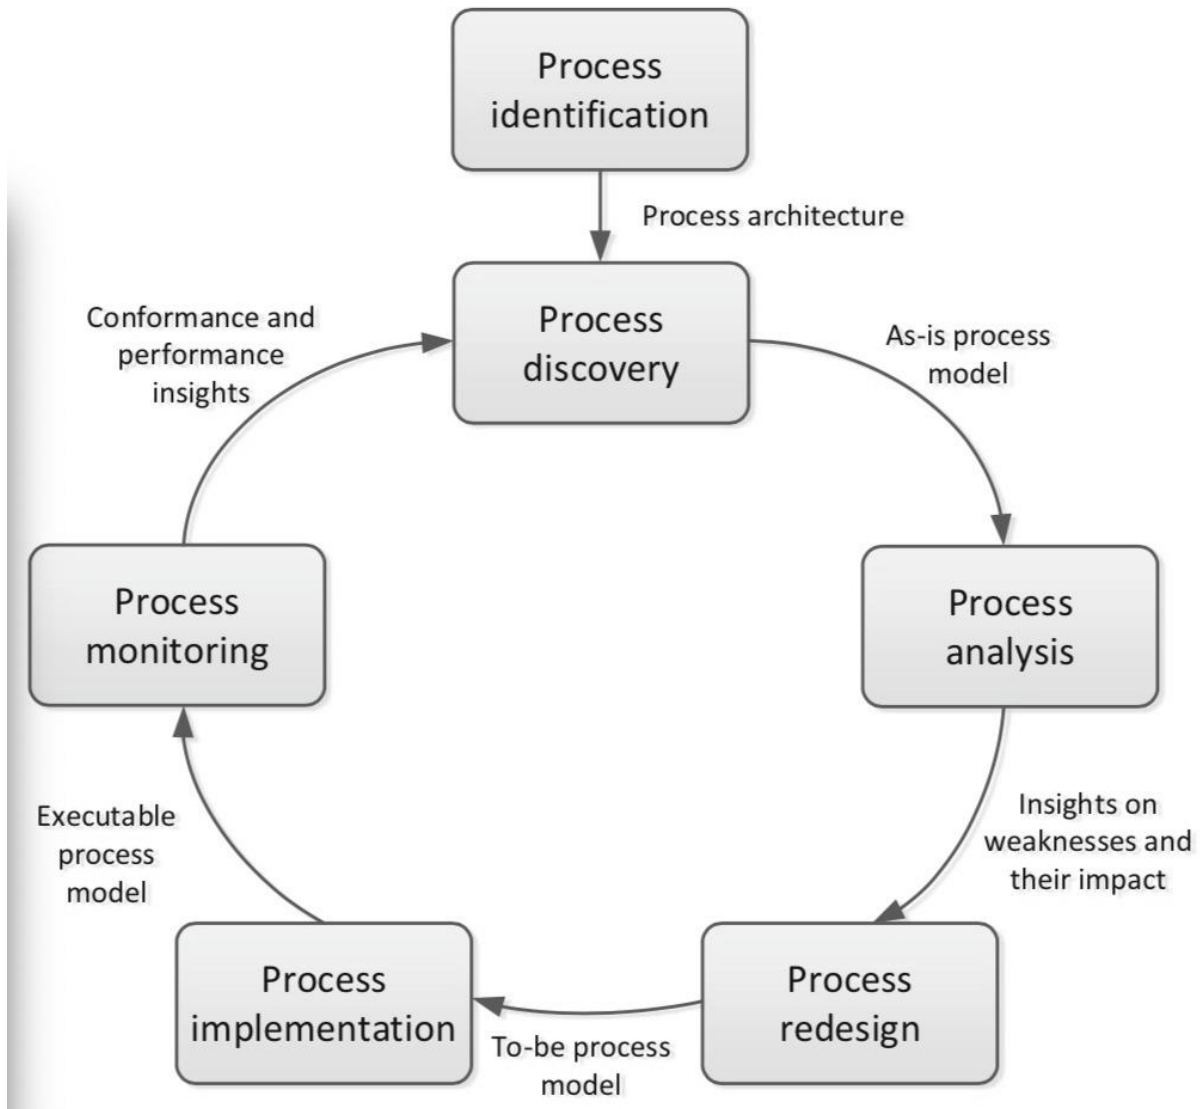 Process
identification
Process architecture
Process
discovery
As-is process
model
Process
analysis
Insights on
weaknesses and
their impact
Process
redesign
To-be process
model
Process
implementation
Executable
process
model
Process
monitoring
Conformance and
performance
insights